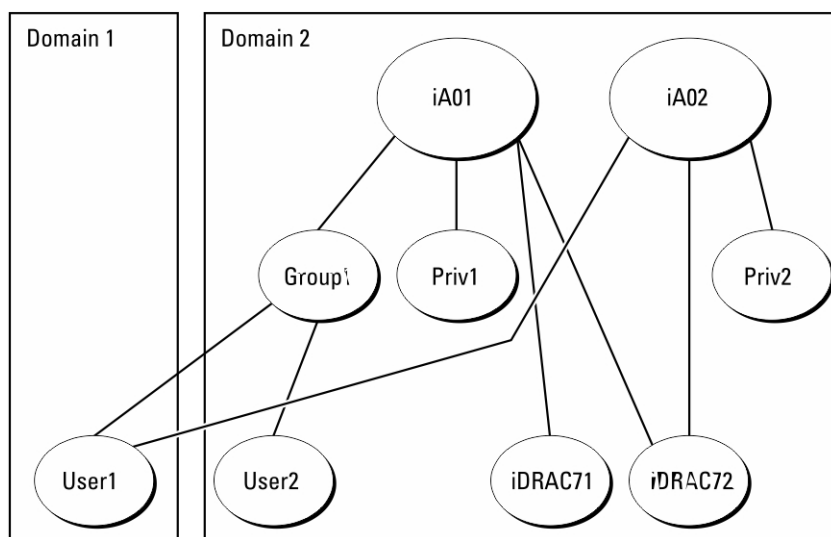 Domain 1
Domain 2
iA01
iA02
Group1
Priv1
Priv2
User1
User2
iDRAC71
iDRAC72